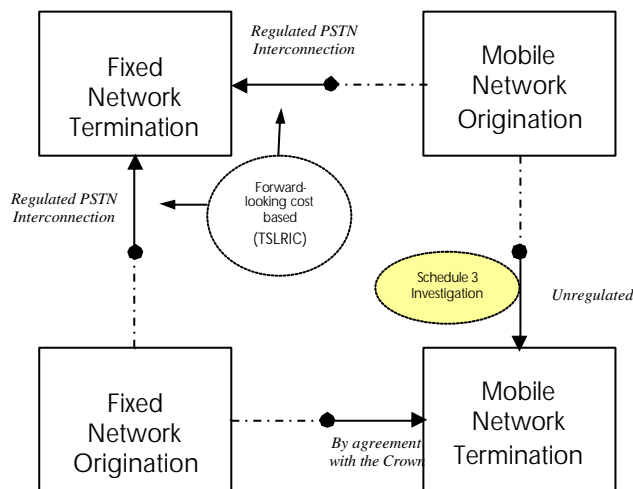 Regulated PSTN
Interconnection
Fixed
Network
Termination
Mobile
Network
Origination
Regulated PSTN
Interconnection
Forward-
looking cost
based
(TSLRIC)
Schedule 3
Investigation
Unregulated
Fixed
Network
Origination
By agreement
with the Crown
Mobile
Network
Termination